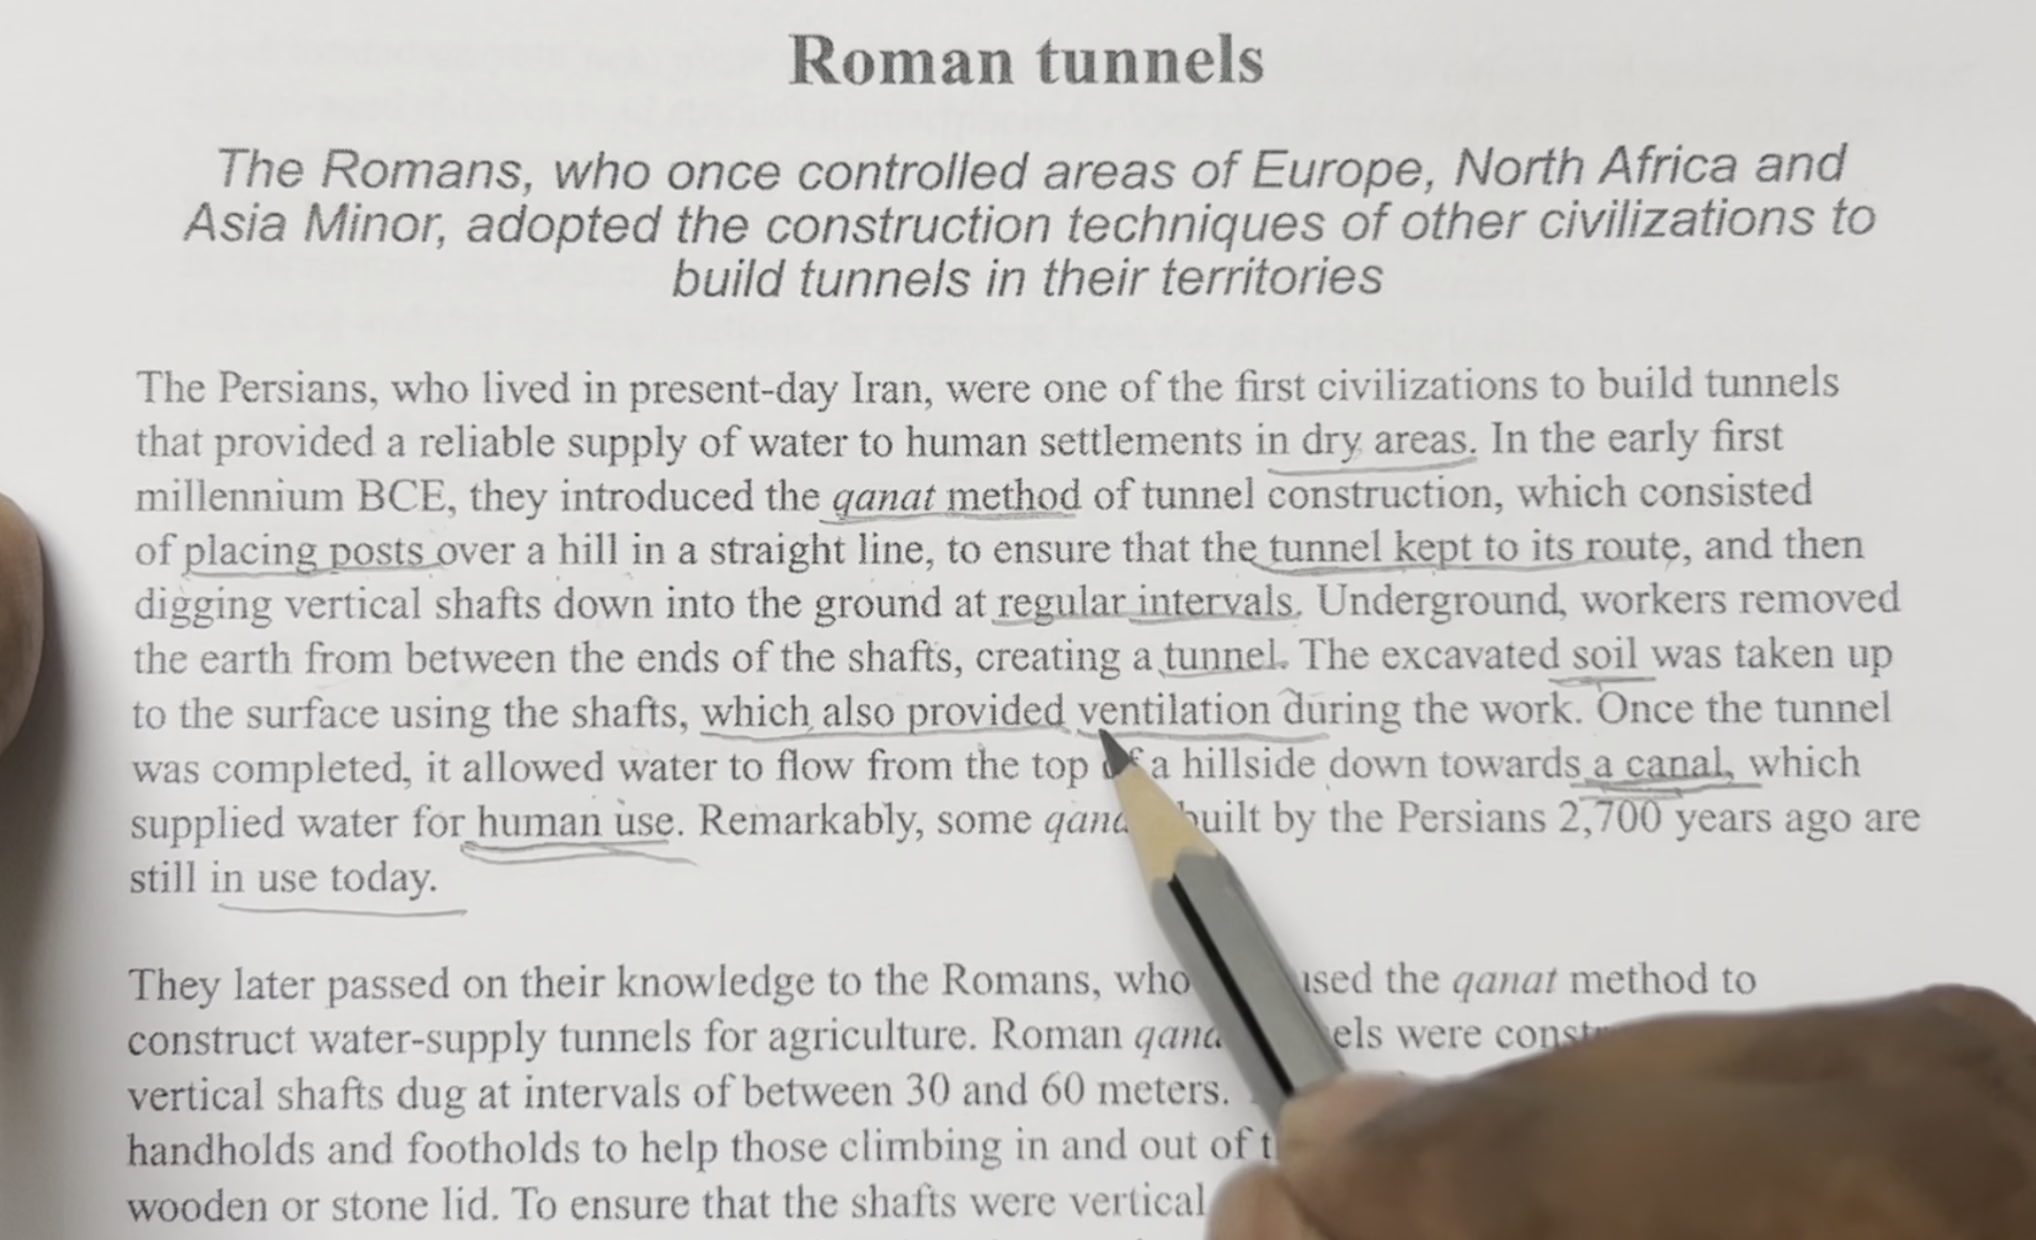 Roman tunnels
The Romans, who once controlled areas of Europe, North Africa and
Asia Minor, adopted the construction techniques of other civilizations to
build tunnels in their territories
The Persians, who lived in present-day Iran, were one of the first civilizations to build tunnels
that provided a reliable supply of water to human settlements in dry areas. In the early first
millennium BCE, they introduced the qanat method of tunnel construction, which consisted
of placing posts over a hill in a straight line, to ensure that the tunnel kept to its route, and then
digging vertical shafts down into the ground at regular intervals. Underground, workers removed
the earth from between the ends of the shafts, creating a tunnel. The excavated soil was taken up
to the surface using the shafts, which also provided ventilation during the work. Once the tunnel
was completed, it allowed water to flow from the top of a hillside down towards a canal, which
supplied water for human use. Remarkably, some built by the Persians 2,700 years ago are
still in use today.
They later passed on their knowledge to the Romans, who used the qanat method to
construct water-supply tunnels for agriculture. Roman were
vertical shafts dug at intervals of between 30 and 60 meters.
handholds and footholds to help those climbing in and out of
wooden or stone lid. To ensure that the shafts were vertical